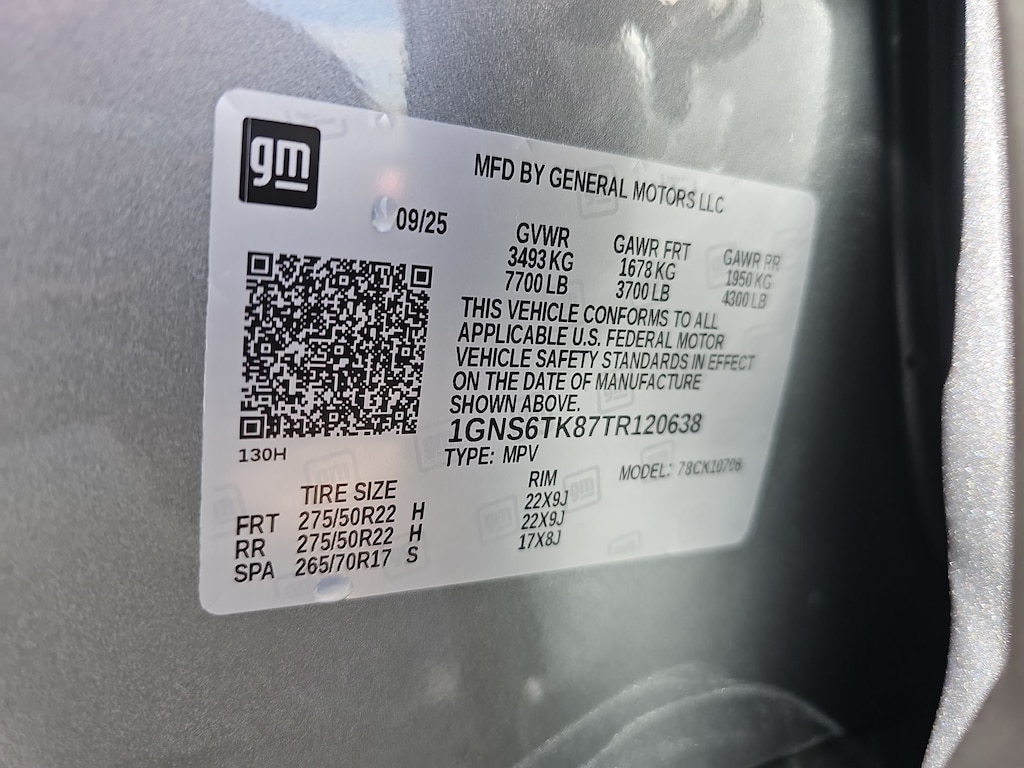 gm
MFD BY GENERAL MOTORS LLC
09/25
GVWR GAWR FRT GAWR RR
3493 KG 1678 KG 1950 KG
7700 LB 3700 LB 4300 LB
THIS VEHICLE CONFORMS TO ALL
APPLICABLE U.S. FEDERAL MOTOR
VEHICLE SAFETY STANDARDS IN EFFECT
ON THE DATE OF MANUFACTURE
SHOWN ABOVE.
1GNS6TK87TR120638
130H
TYPE: MPV MODEL: 78CK10706
TIRE SIZE RIM
FRT 275/50R22 H 22X9J
RR 275/50R22 H 22X9J
SPA 265/70R17 S 17X8J